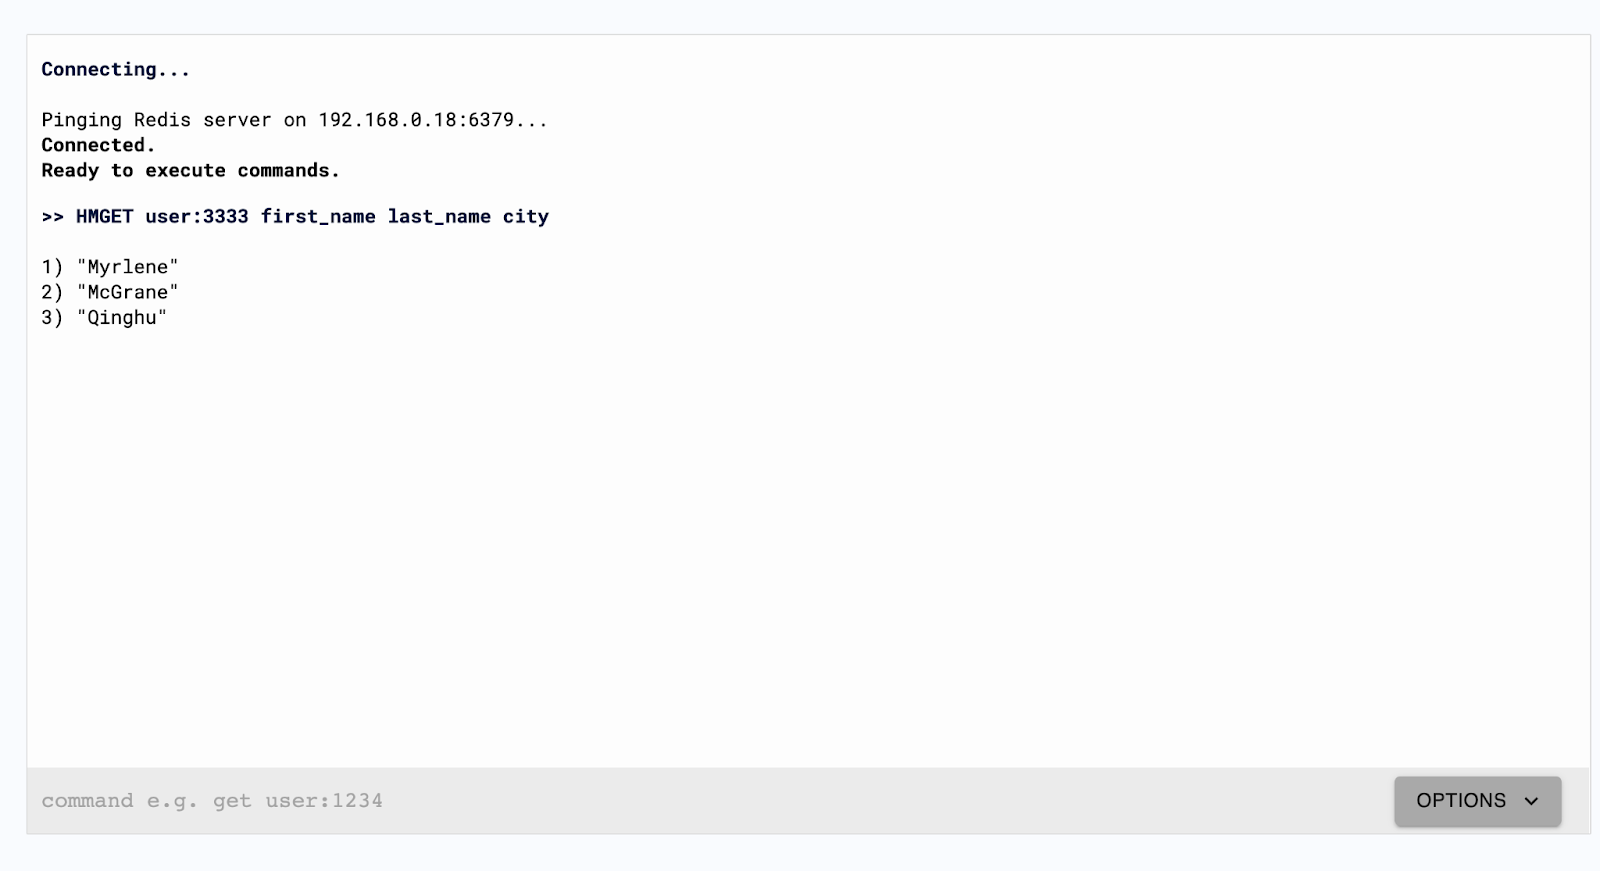 Connecting...
Pinging Redis server on 192.168.0.18:6379...
Connected.
Ready to execute commands.
>> HMGET user:3333 first_name last_name city
1) "Myrlene"
2) "McGrane"
3) "Qinghu"
command e.g. get user:1234
OPTIONS